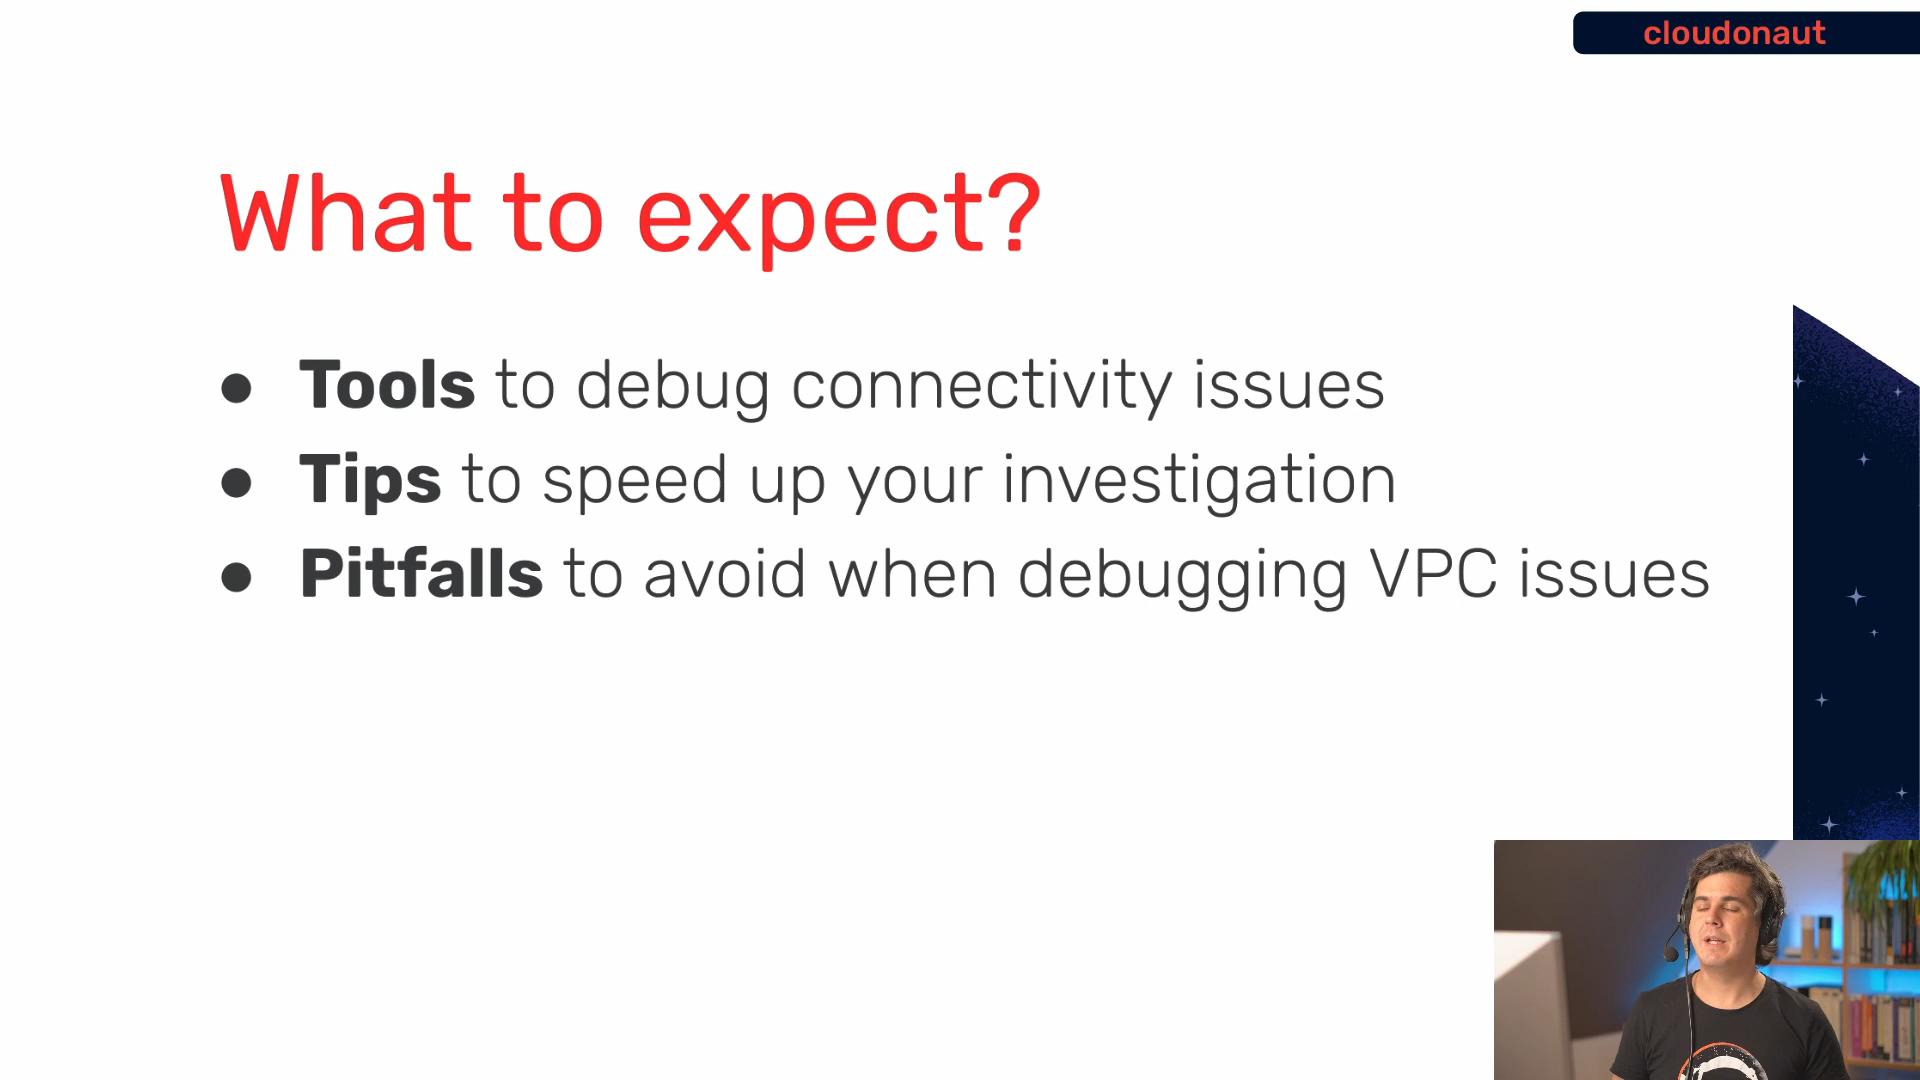 cloudonaut
What to expect?
● Tools to debug connectivity issues
● Tips to speed up your investigation
● Pitfalls to avoid when debugging VPC issues